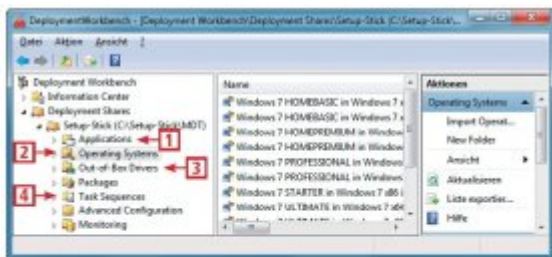 DeploymentWorkbench - [Deployment Workbench\Deployment Shares\Setup-Stick (C:\Setup-Stick\...
Datei Aktion Ansicht ?
Deployment Workbench
Information Center
Deployment Shares
Setup-Stick (C:\Setup-Stick\MDT)
Applications
1
2
Operating Systems
Out-of-Box Drivers
3
Packages
4
Task Sequences
Advanced Configuration
Monitoring
Name
Windows 7 HOMEBASIC in Windows 7 x
Windows 7 HOMEBASIC in Windows 7
Windows 7 HOMEPREMIUM in Window
Windows 7 HOMEPREMIUM in Window
Windows 7 PROFESSIONAL in Window
Windows 7 PROFESSIONAL in Window
Windows 7 STARTER in Windows 7 x86
Windows 7 ULTIMATE in Windows 7 x64
Aktionen
Operating Systems
Import Operat...
New Folder
Ansicht
Aktualisieren
Liste exportie...
Hilfe